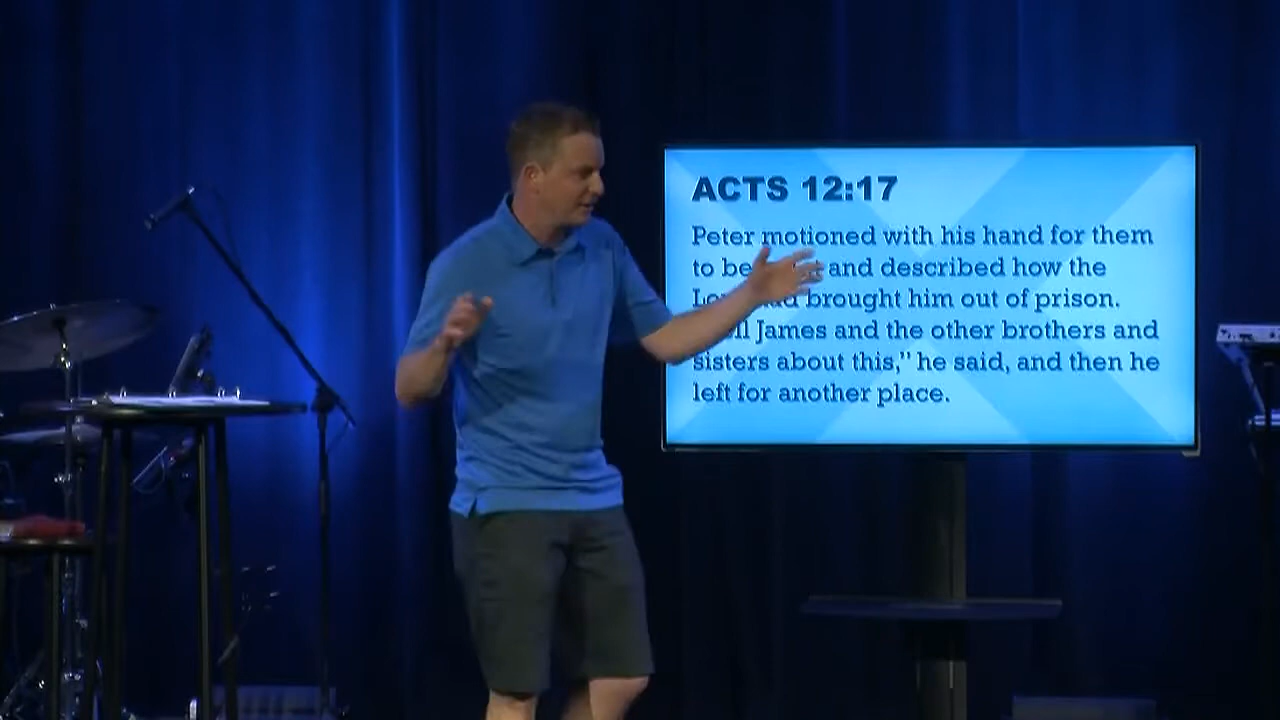 ACTS 12:17
Peter motioned with his hand for them
to be and described how the
brought him out of prison.
James and the other brothers and
sisters about this,” he said, and then he
left for another place.